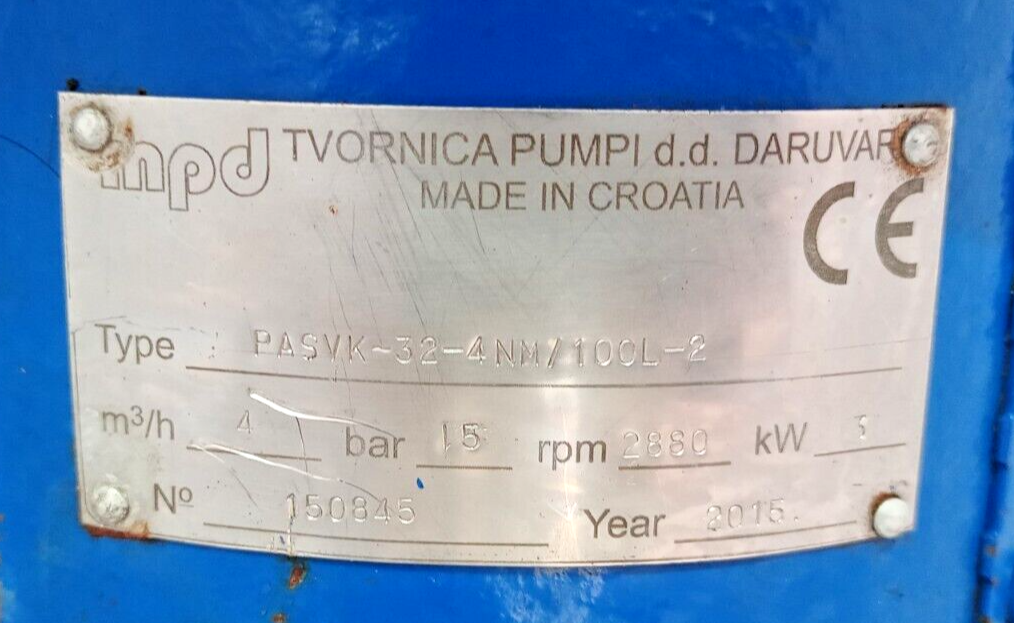 mpd TVORNICA PUMPI d.d. DARUVAR
MADE IN CROATIA
CE
Type : PASVK-32-4NM/100L-2
m³/h 4 bar 15 rpm 2880 kW
Nº 150845 Year 2015.